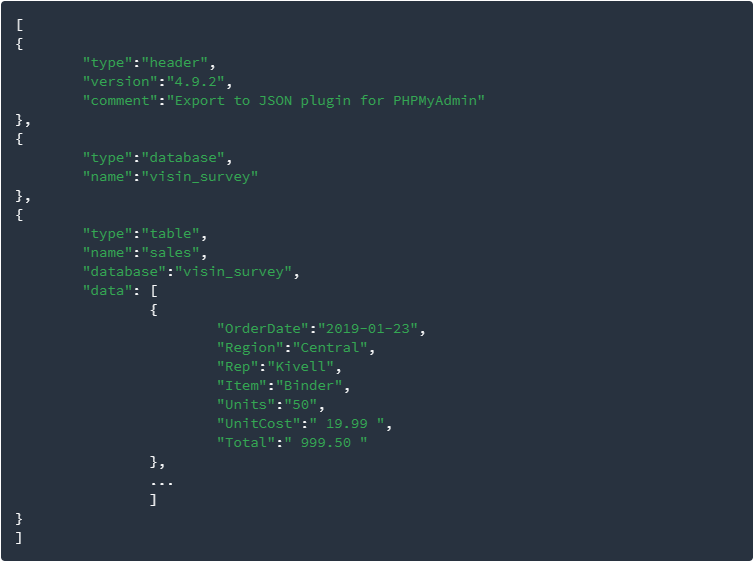 [
{
        "type":"header",
        "version":"4.9.2",
        "comment":"Export to JSON plugin for PHPMyAdmin"
},
{
        "type":"database",
        "name":"visin_survey"
},
{
        "type":"table",
        "name":"sales",
        "database":"visin_survey",
        "data": [
                {
                        "OrderDate":"2019-01-23",
                        "Region":"Central",
                        "Rep":"Kivell",
                        "Item":"Binder",
                        "Units":"50",
                        "UnitCost":" 19.99 ",
                        "Total":" 999.50 "
                },
                ...
                ]
}
]